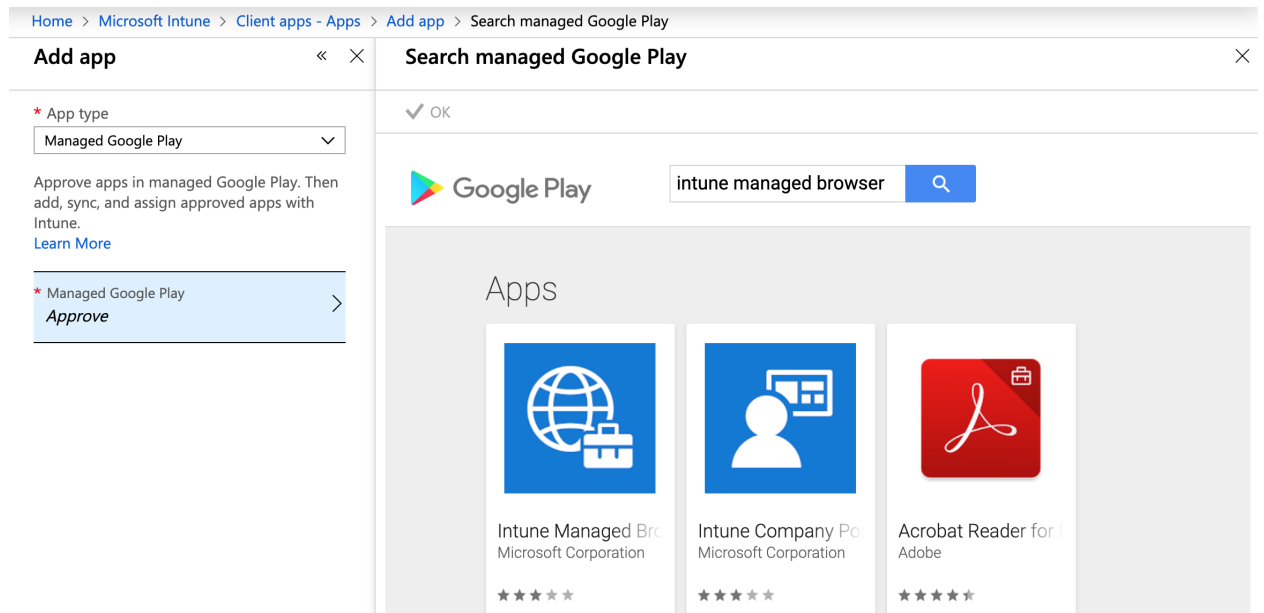 Home > Microsoft Intune > Client apps - Apps > Add app > Search managed Google Play
Add app
Search managed Google Play
* App type
Managed Google Play
Approve apps in managed Google Play. Then
add, sync, and assign approved apps with
Intune.
Learn More
* Managed Google Play
Approve
OK
Google Play
intune managed browser
Apps
Intune Managed Bro
Microsoft Corporation
Intune Company Po
Microsoft Corporation
Acrobat Reader for
Adobe